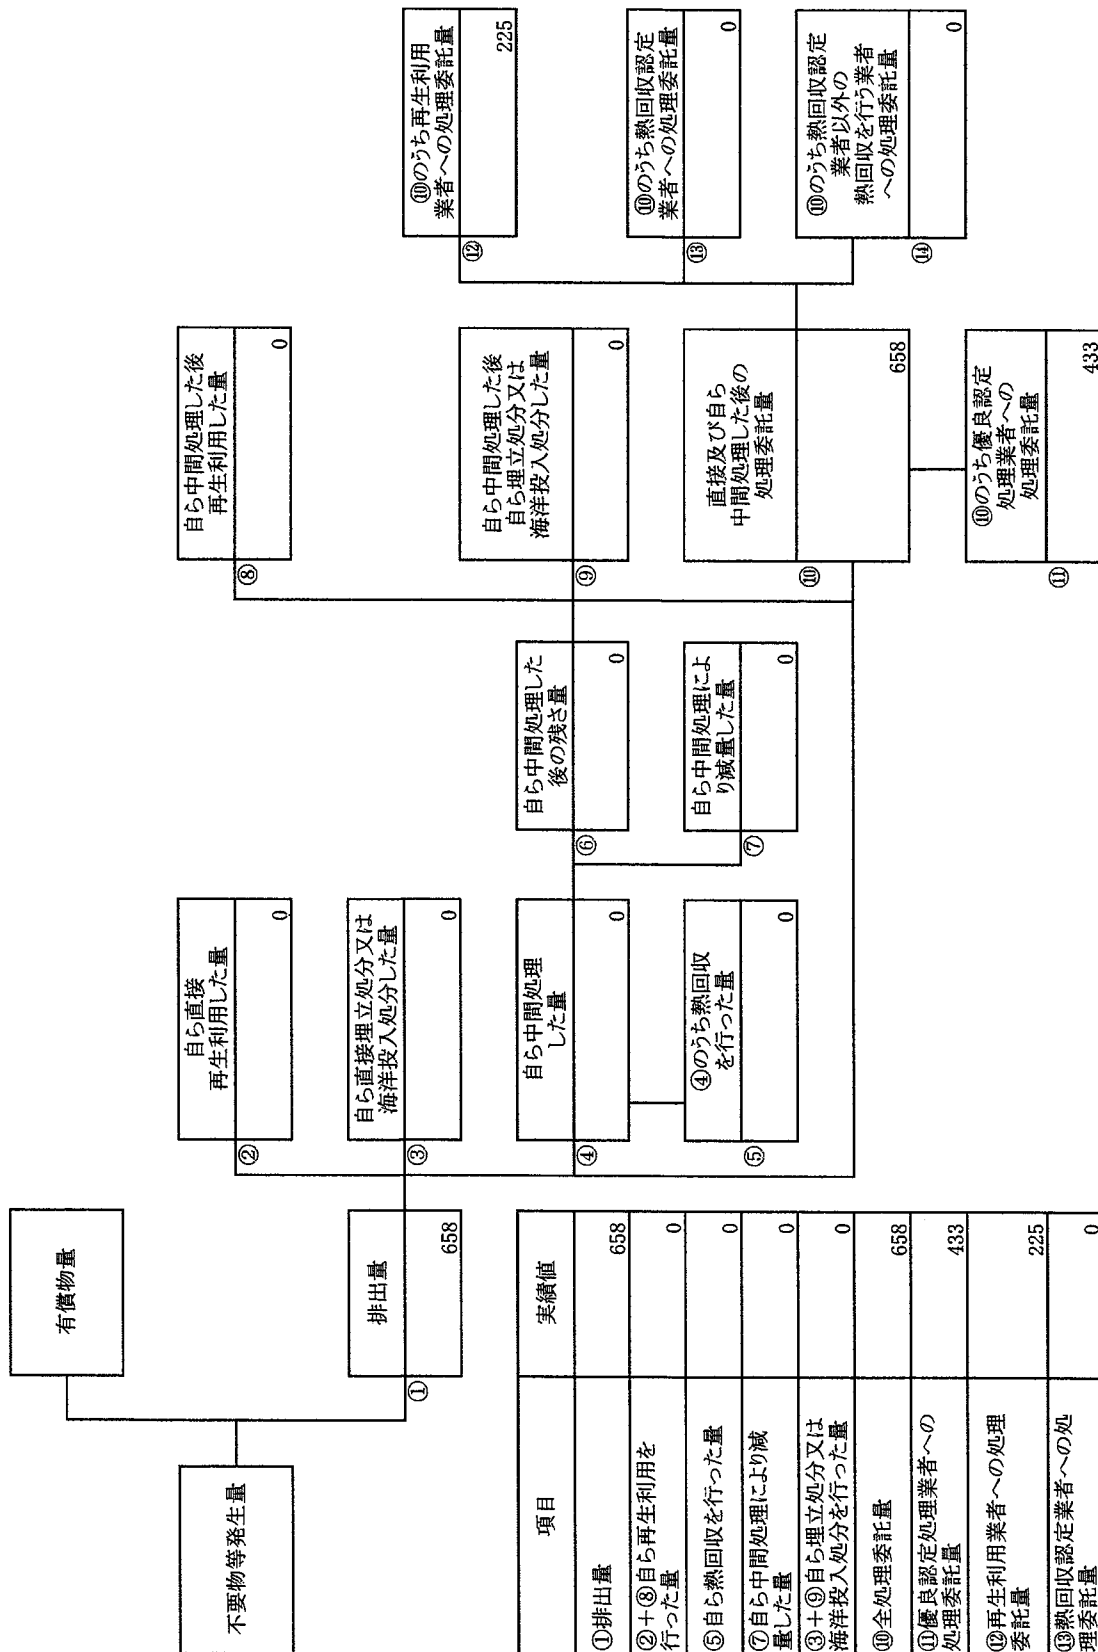 不要物等発生量
有償物量
①
排出量
658
②
自ら直接
再生利用した量
0
③
自ら直接埋立処分又は
海洋投入処分した量
0
④
自ら中間処理
した量
0
⑤
④のうち熱回収
を行った量
0
⑥
自ら中間処理した
後の残さ量
0
⑦
自ら中間処理によ
り減量した量
0
⑧
自ら中間処理した後
再生利用した量
0
⑨
自ら中間処理した後
自ら埋立処分又は
海洋投入処分した量
0
⑩
直接及び自ら
中間処理した後の
処理委託量
658
⑪
⑩のうち優良認定
処理業者への
処理委託量
433
⑫
⑩のうち再生利用
業者への処理委託量
225
⑬
⑩のうち熱回収認定
業者への処理委託量
0
⑭
⑩のうち熱回収認定
業者以外の
熱回収を行う業者
への処理委託量
0
項目 実績値
①排出量 658
②+⑧自ら再生利用を
行った量 0
⑤自ら熱回収を行った量 0
⑦自ら中間処理により減
量した量 0
③+⑨自ら埋立処分又は
海洋投入処分を行った量 0
⑩全処理委託量 658
⑪優良認定処理業者への
処理委託量 433
⑫再生利用業者への処理
委託量 225
⑬熱回収認定業者への処
理委託量 0